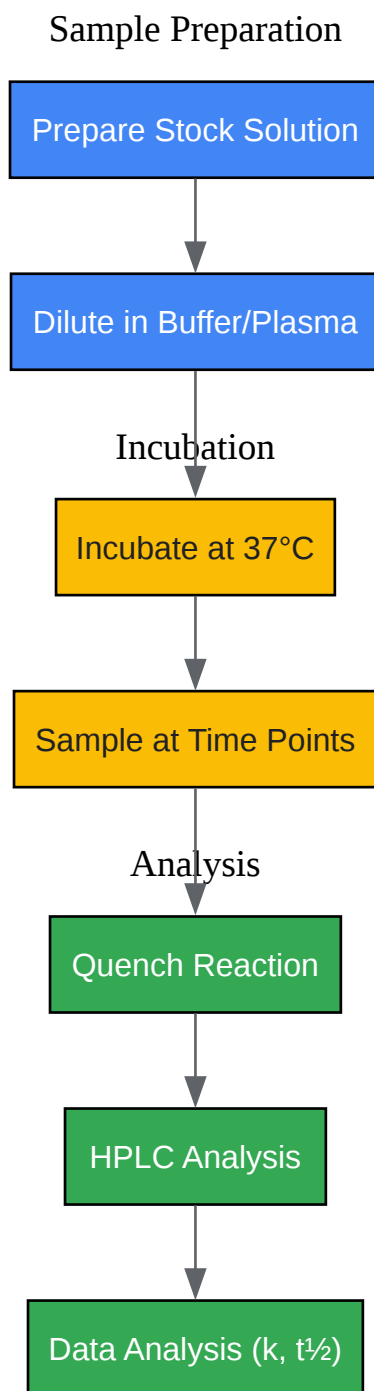 Sample Preparation
Prepare Stock Solution
Dilute in Buffer/Plasma
Incubation
Incubate at 37°C
Sample at Time Points
Analysis
Quench Reaction
HPLC Analysis
Data Analysis (k, t½)